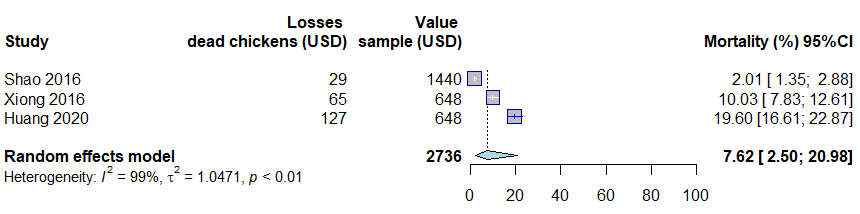 Losses Value
Study dead chickens (USD) sample (USD) Mortality (%) 95%CI
Shao 2016 29 1440 2.01 [ 1.35; 2.88]
Xiong 2016 65 648 10.03 [ 7.83; 12.61]
Huang 2020 127 648 19.60 [16.61; 22.87]
Random effects model 2736 7.62 [ 2.50; 20.98]
Heterogeneity: I² = 99%, τ² = 1.0471, p < 0.01
0 20 40 60 80 100